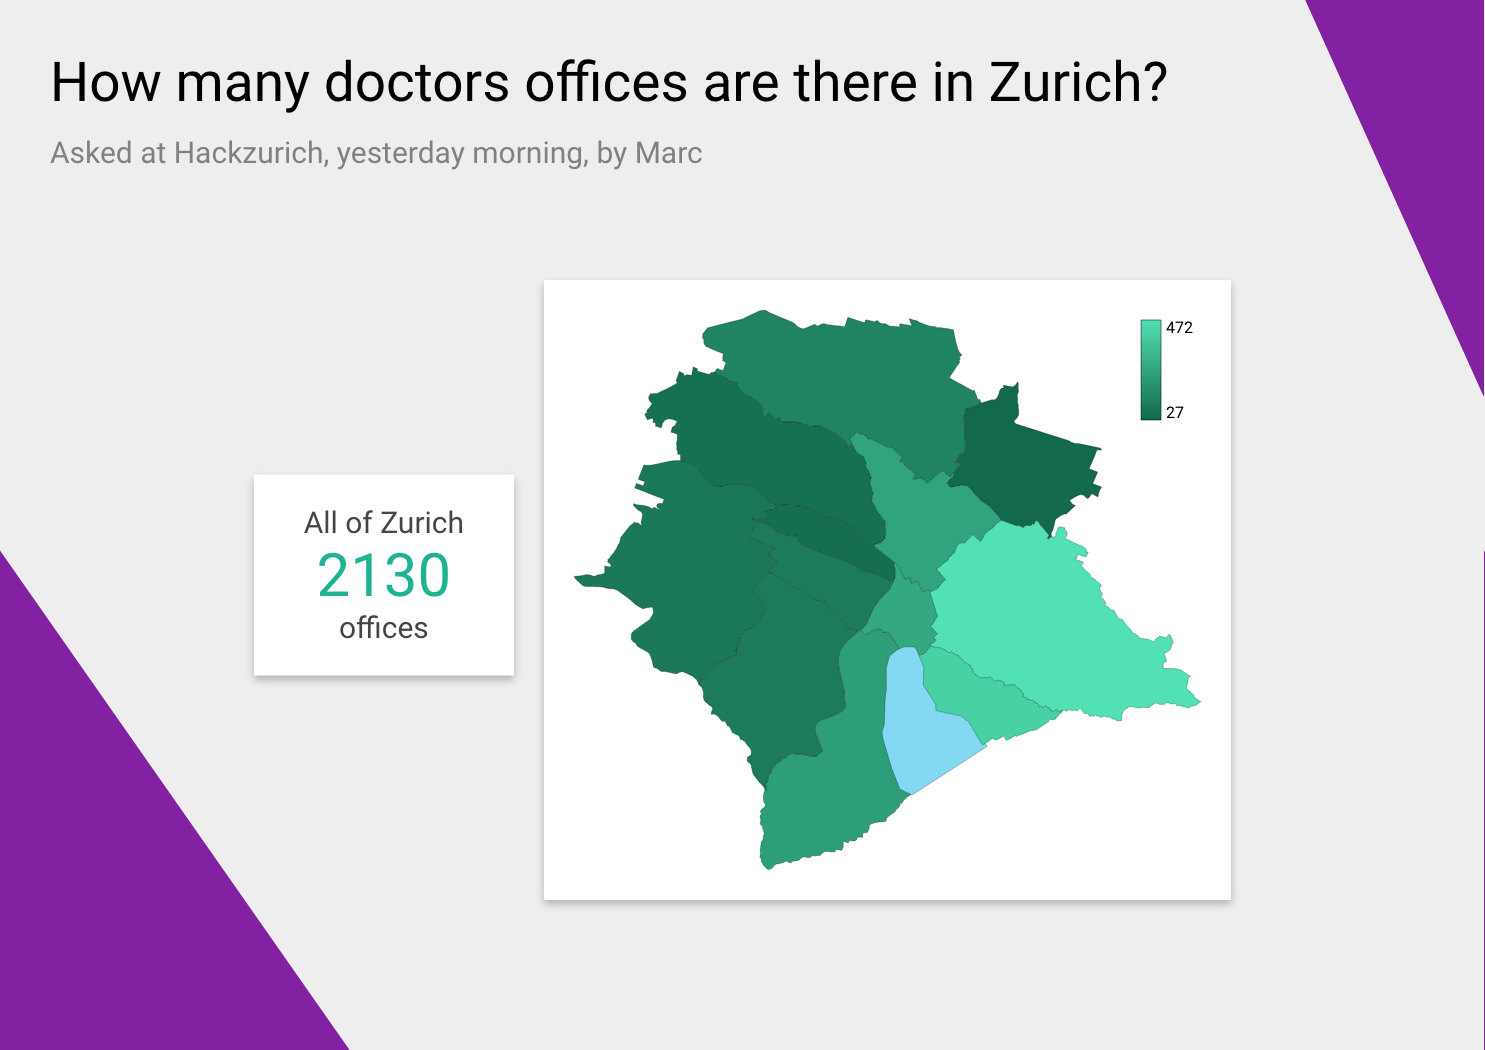 How many doctors offices are there in Zurich?
Asked at Hackzurich, yesterday morning, by Marc
472
27
All of Zurich
2130
offices